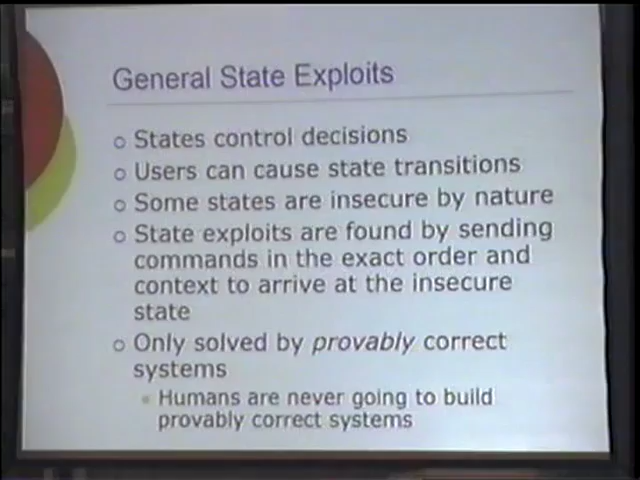 General State Exploits
States control decisions
Users can cause state transitions
Some states are insecure by nature
State exploits are found by sending
commands in the exact order and
context to arrive at the insecure
state
Only solved by provably correct
systems
Humans are never going to build
provably correct systems